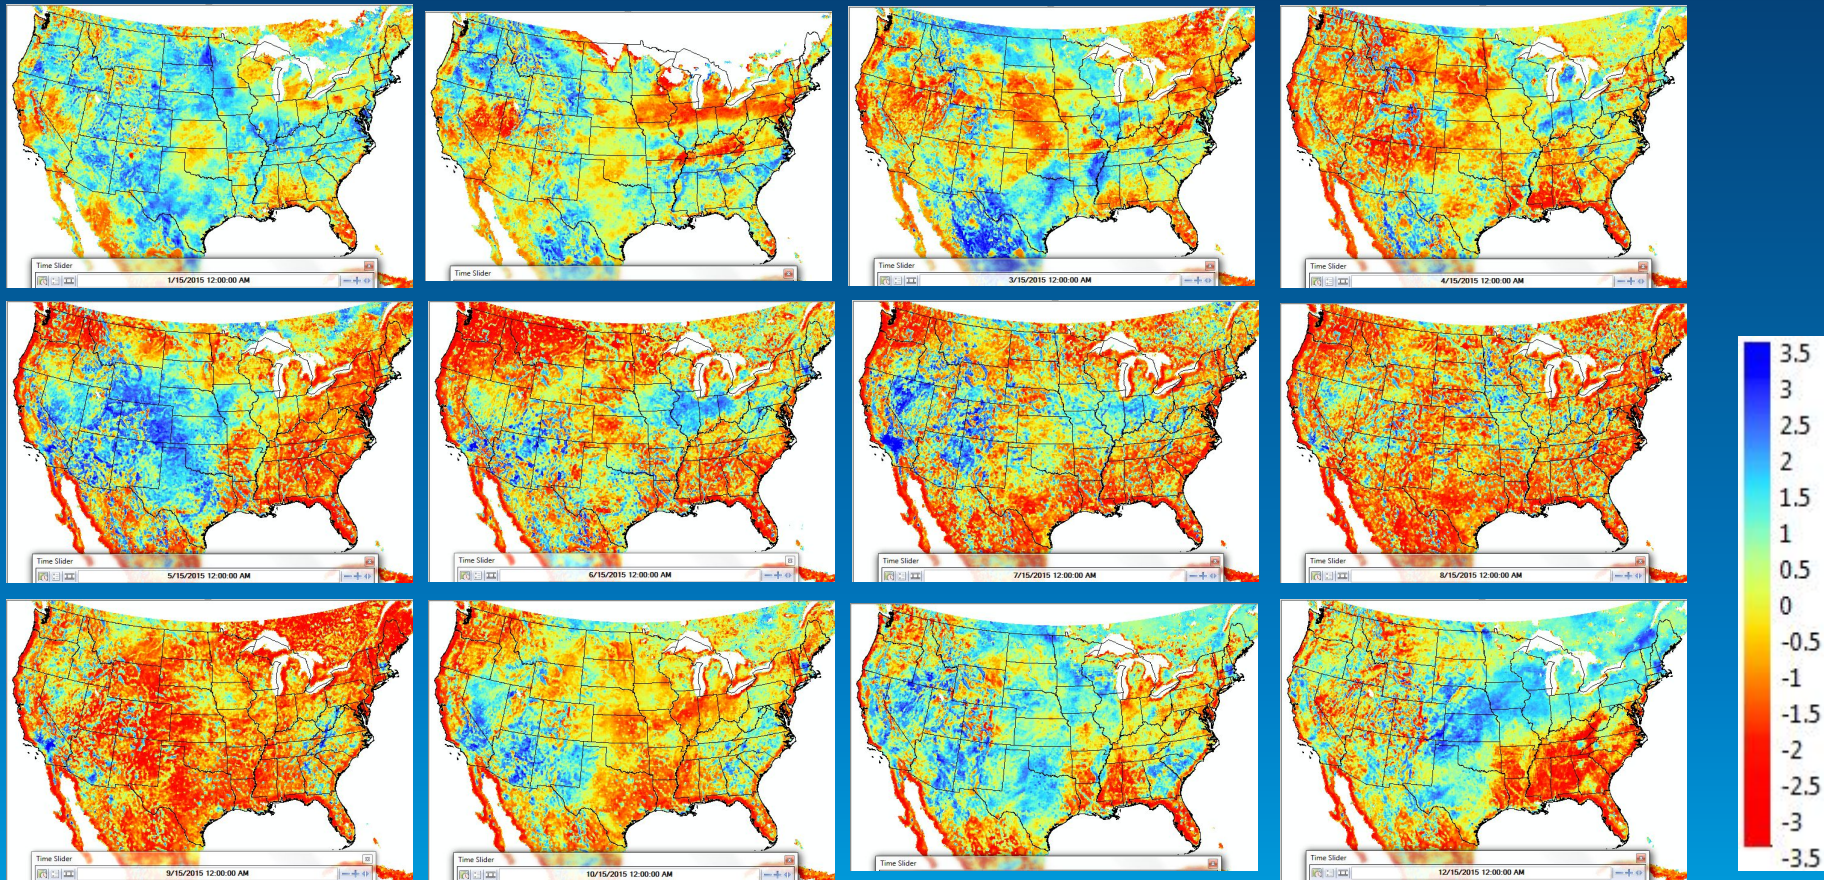 Time Slider
1/15/2015 12:00:00 AM
Time Slider
Time Slider
3/15/2015 12:00:00 AM
Time Slider
4/15/2015 12:00:00 AM
Time Slider
5/15/2015 12:00:00 AM
Time Slider
6/15/2015 12:00:00 AM
Time Slider
7/15/2015 12:00:00 AM
Time Slider
8/15/2015 12:00:00 AM
3.5
3
2.5
2
1.5
1
0.5
0
-0.5
-1
-1.5
-2
-2.5
-3
-3.5
Time Slider
9/15/2015 12:00:00 AM
Time Slider
10/15/2015 12:00:00 AM
Time Slider
Time Slider
12/15/2015 12:00:00 AM